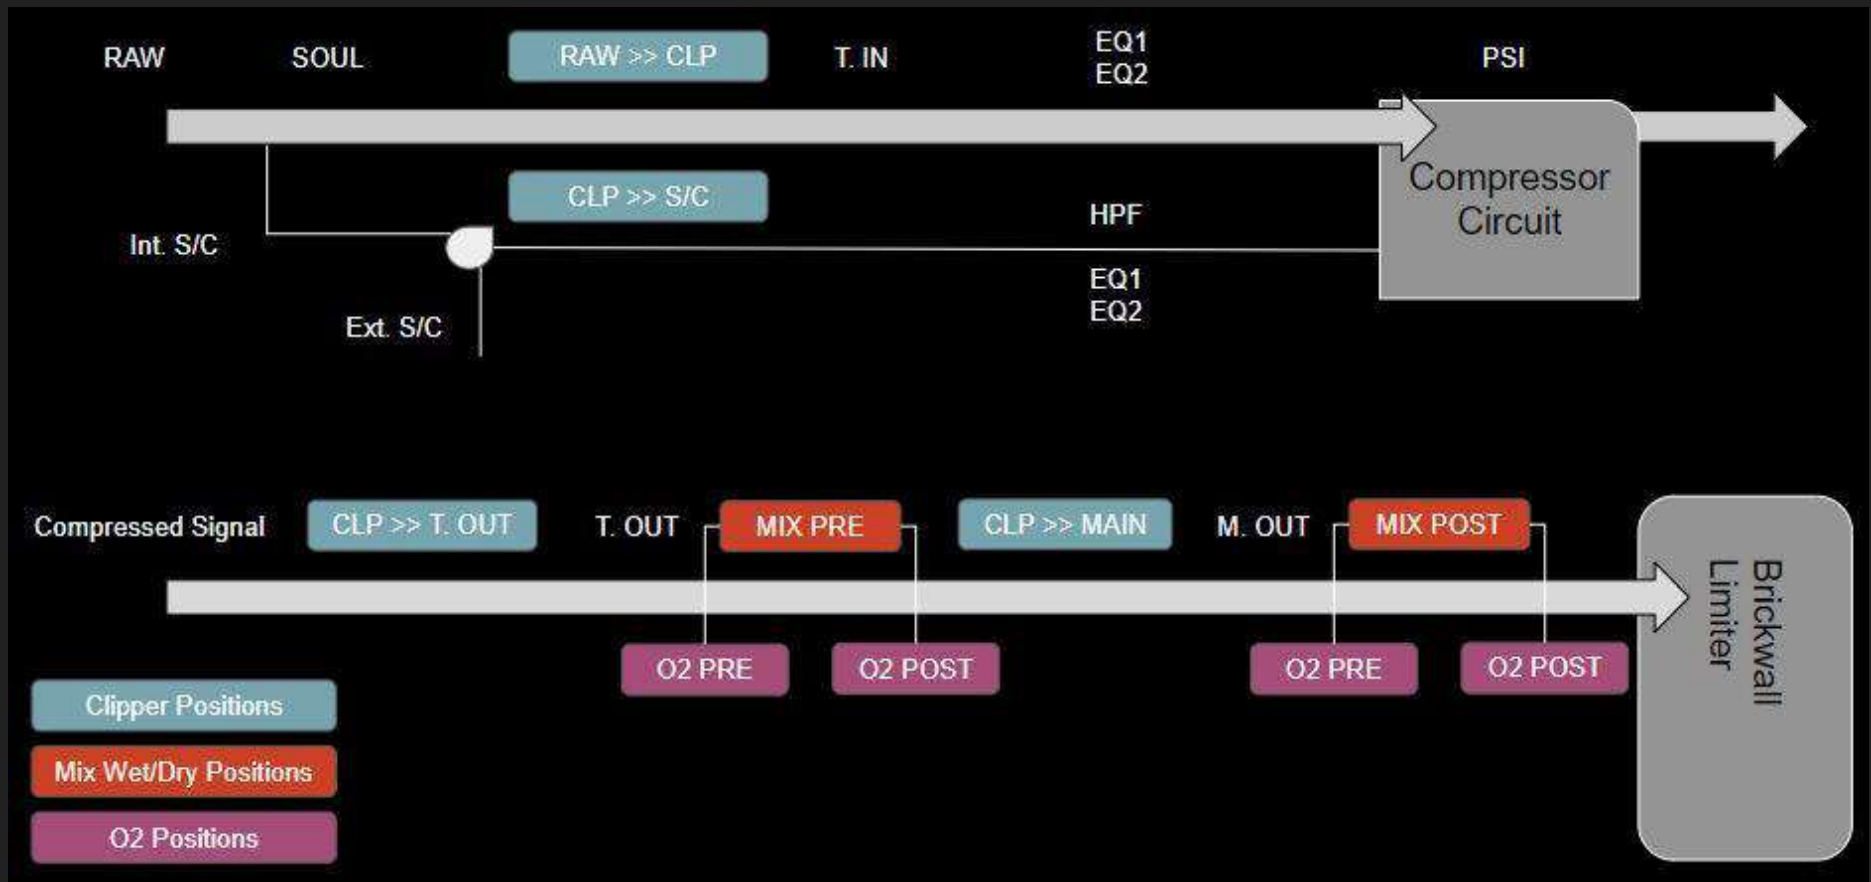 RAW
SOUL
RAW >> CLP
T. IN
EQ1
EQ2
PSI
CLP >> S/C
Compressor
Circuit
HPF
Int. S/C
EQ1
EQ2
Ext. S/C
Compressed Signal
CLP >> T. OUT
T. OUT
MIX PRE
CLP >> MAIN
M. OUT
MIX POST
Brickwall
Limiter
O2 PRE
O2 POST
O2 PRE
O2 POST
Clipper Positions
Mix Wet/Dry Positions
O2 Positions